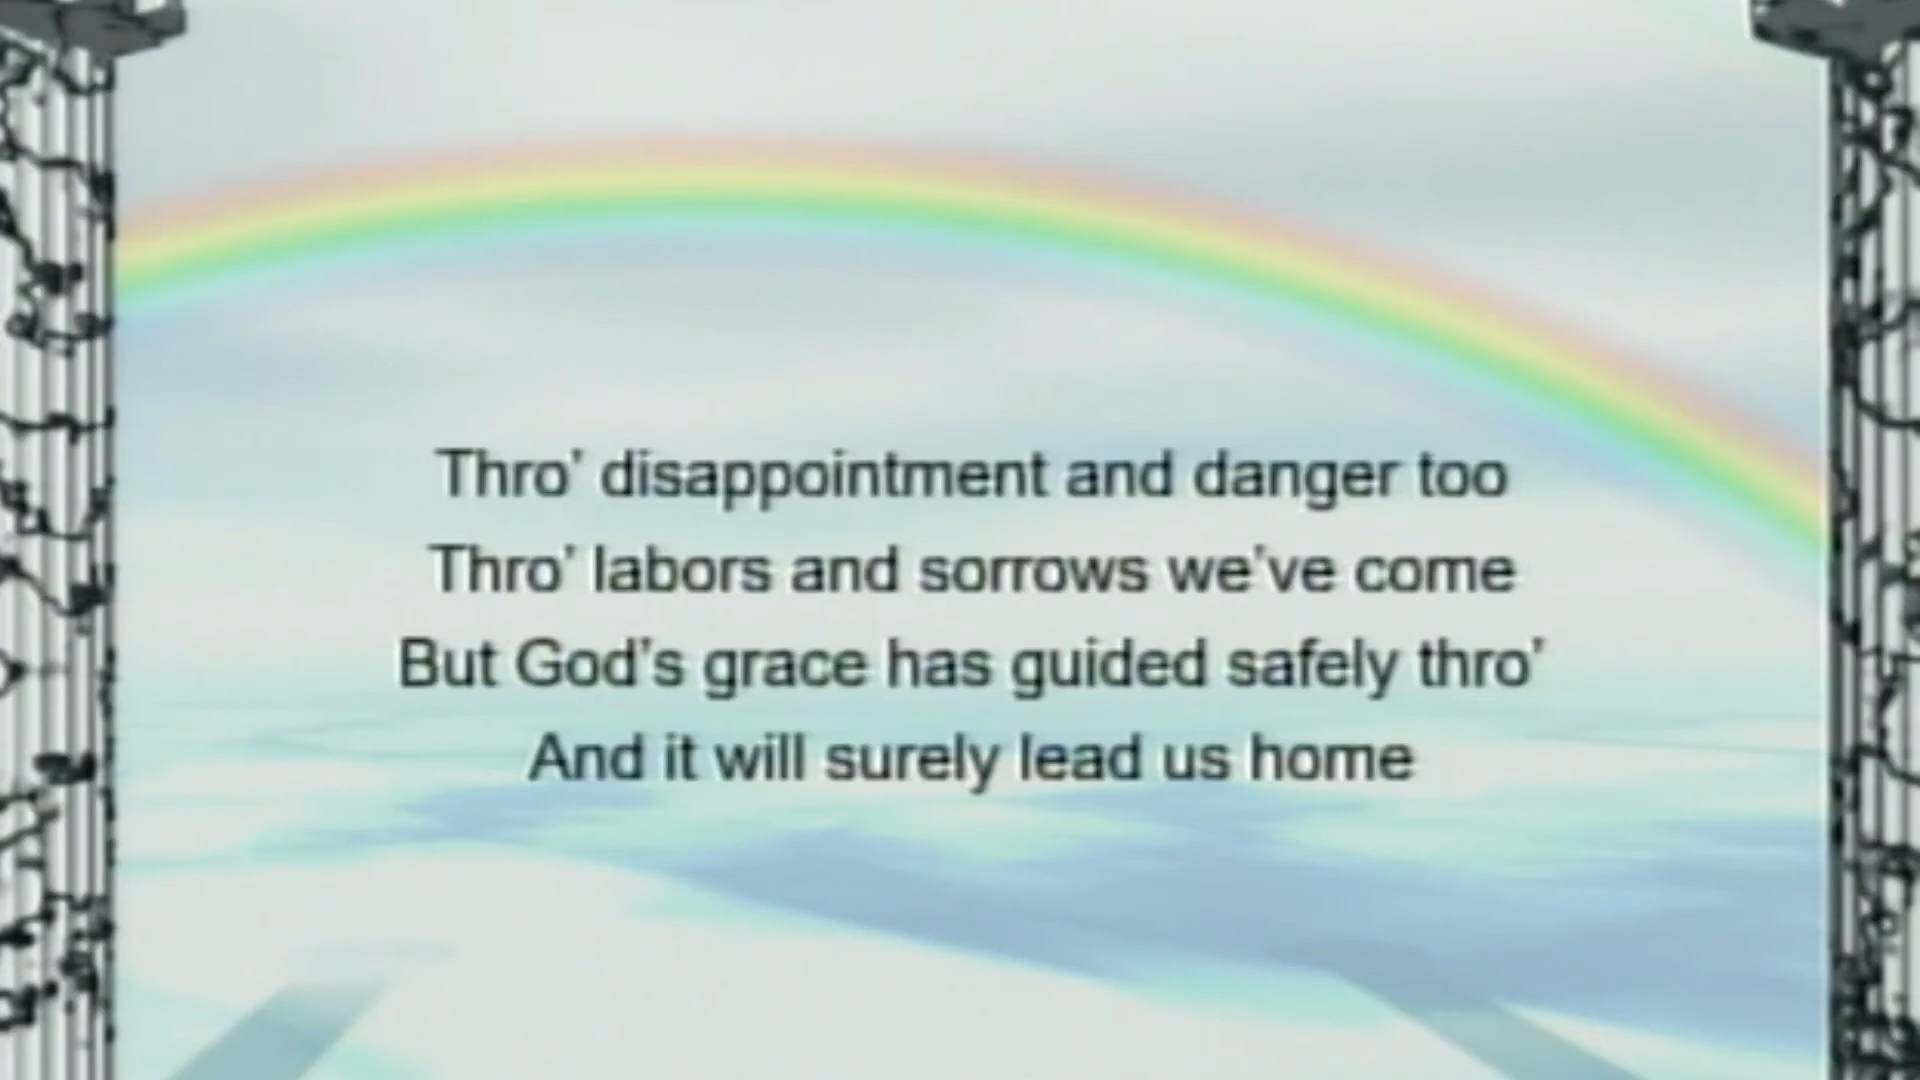 Thro’ disappointment and danger too
Thro’ labors and sorrows we’ve come
But God’s grace has guided safely thro’
And it will surely lead us home